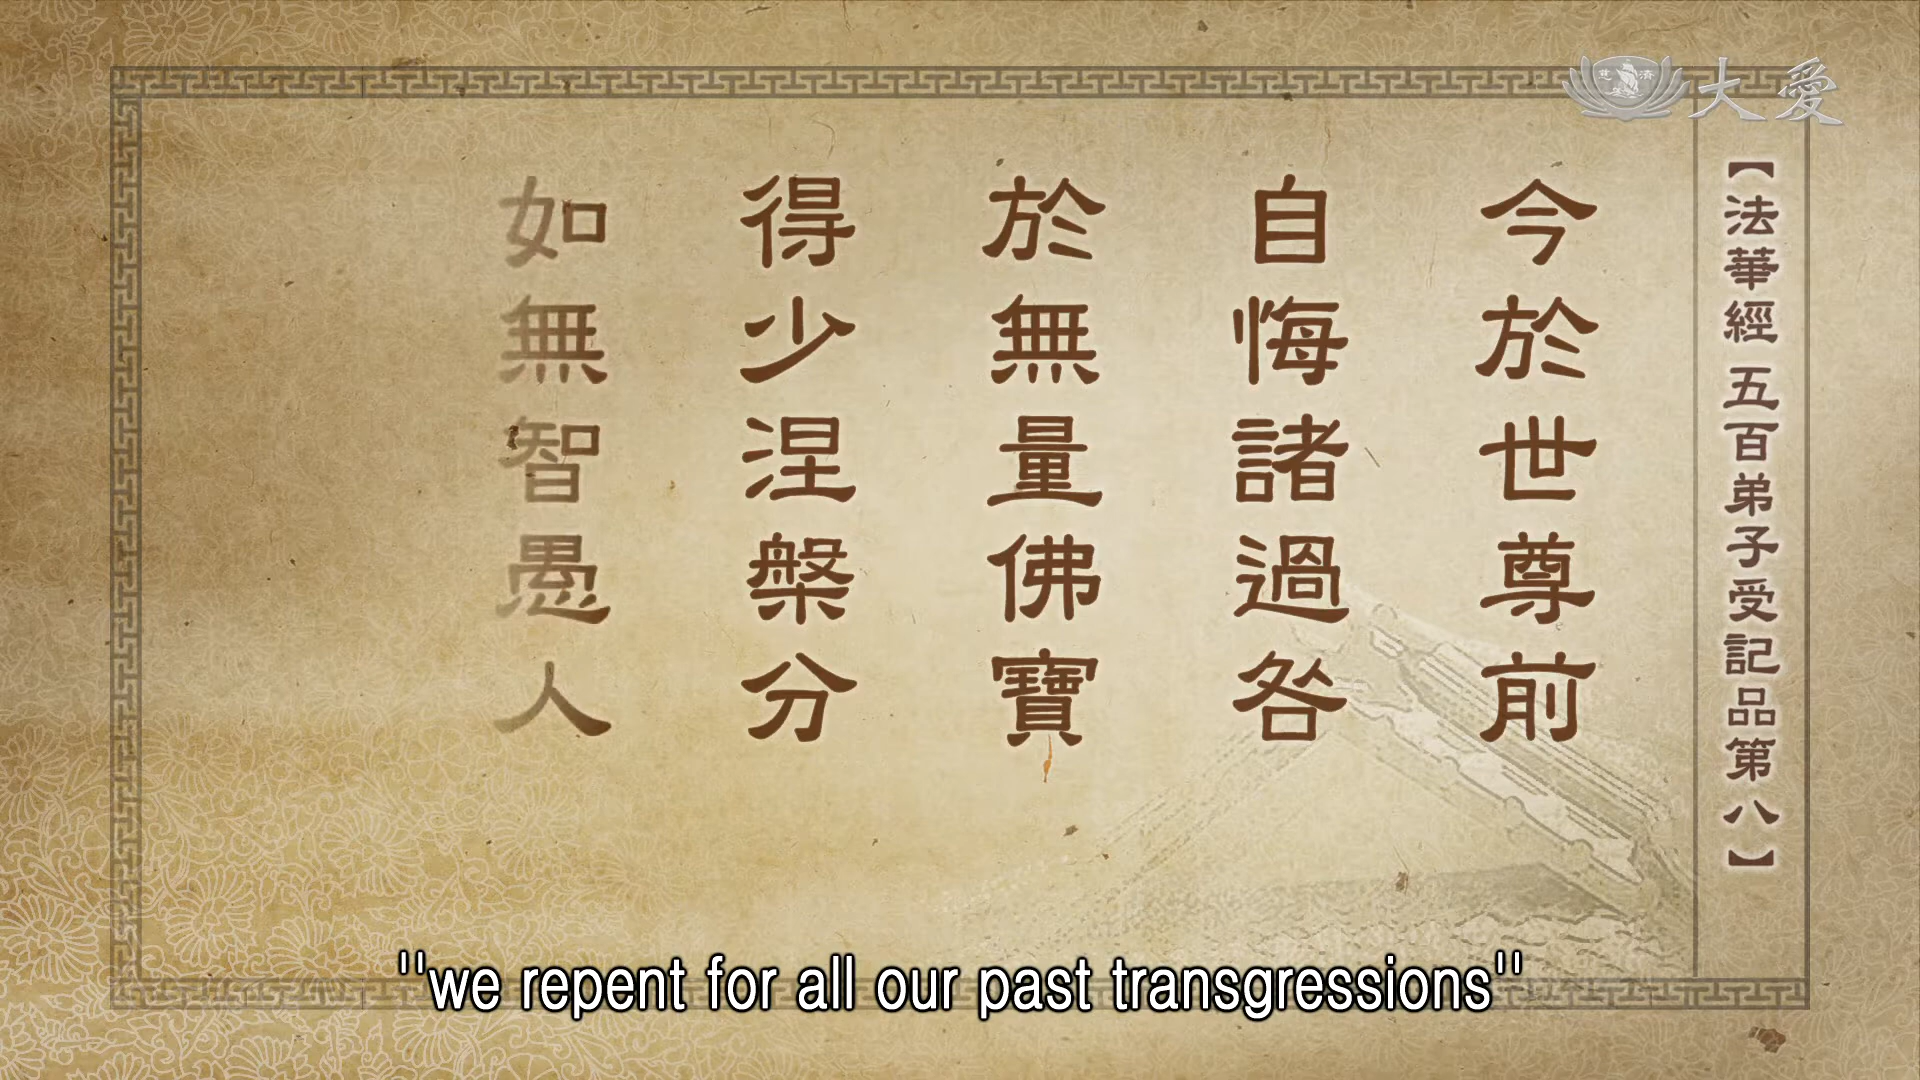 大愛
慈濟
【法華經 五百弟子受記品第八】
今於世尊前
自悔諸過咎
於無量佛寶
得少涅槃分
如無智愚人
"we repent for all our past transgressions"